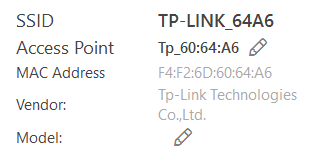 SSID TP-LINK_64A6
Access Point Tp_60:64:A6
MAC Address F4:F2:6D:60:64:A6
Vendor: Tp-Link Technologies
Co.,Ltd.
Model: